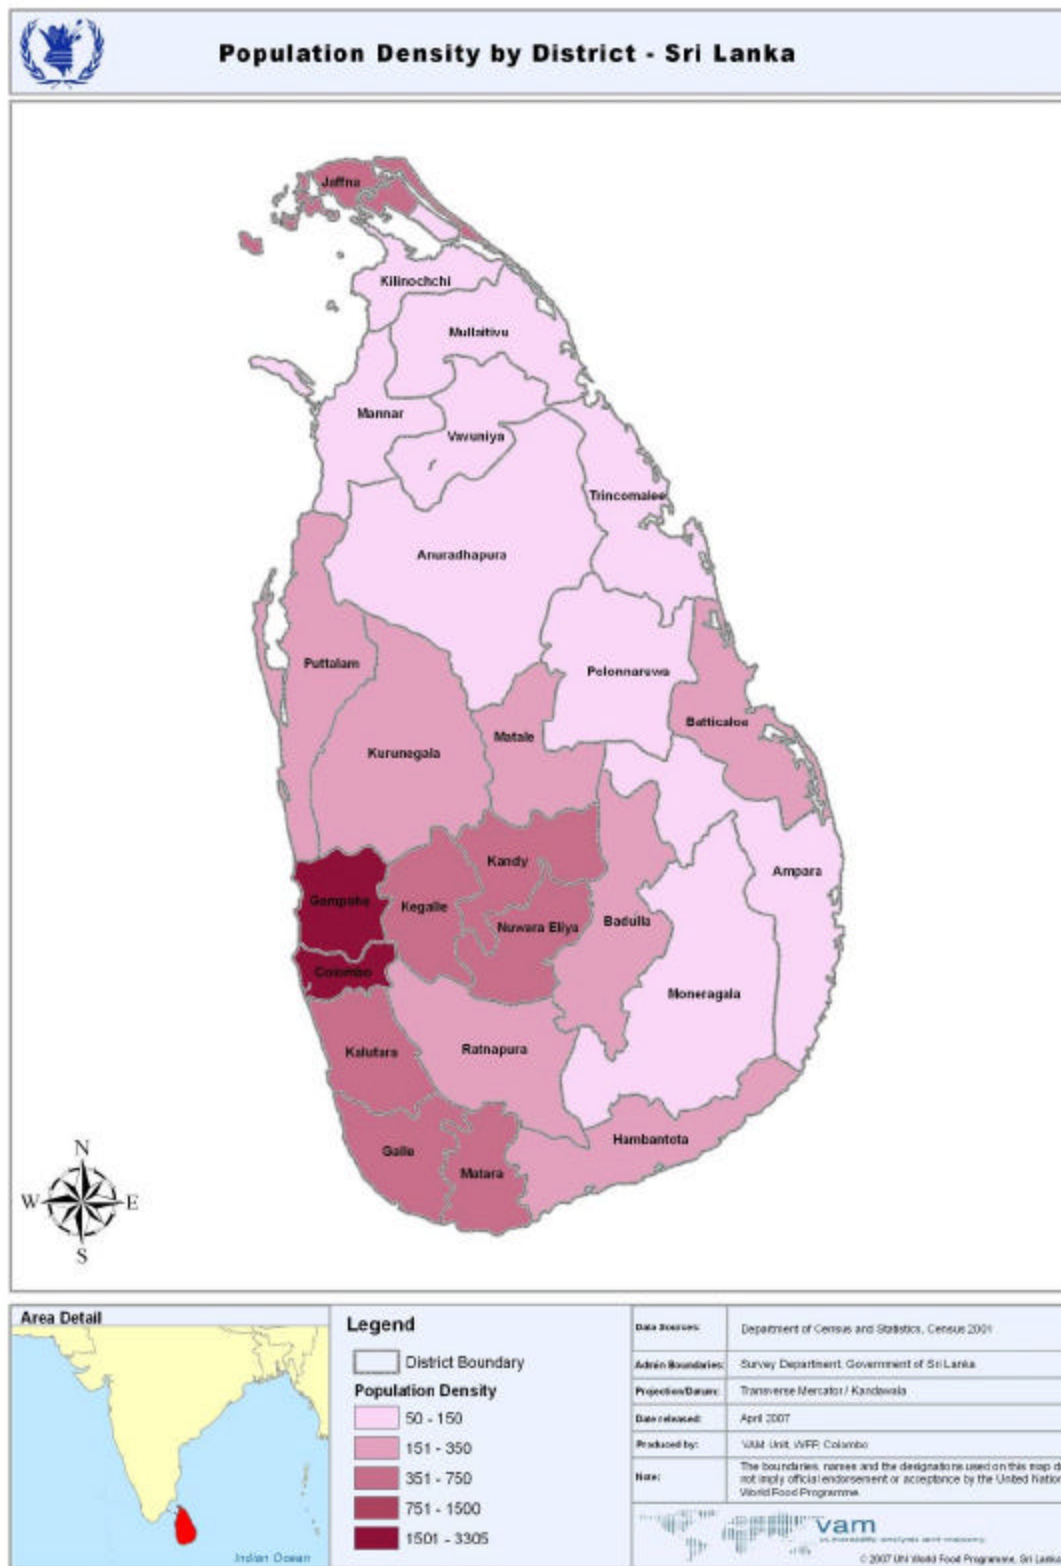 Population Density by District - Sri Lanka
Jaffna
Kilinochchi
Mullaitivu
Mannar
Vavuniya
Trincomalee
Anuradhapura
Puttalam
Polonnaruwa
Batticaloa
Matale
Kurunegala
Kandy
Ampara
Gampaha
Kegalle
Nuwara Eliya
Badulla
Colombo
Moneragala
Kalutara
Ratnapura
Hambantota
Galle
Matara
N
W E
S
Area Detail
Indian Ocean
Legend
District Boundary
Population Density
50 - 150
151 - 350
351 - 750
751 - 1500
1501 - 3305
Data Sources: Department of Census and Statistics, Census 2001
Admin Boundaries: Survey Department, Government of Sri Lanka
Projection/Datum: Transverse Mercator / Kandawala
Date released: April 2007
Produced by: VAM Unit, WFP, Colombo
Note: The boundaries, names and the designations used on this map d
not imply official endorsement or acceptance by the United Nation
World Food Programme.
vam
vulnerability analysis and mapping
© 2007 UN World Food Programme, Sri Lanka